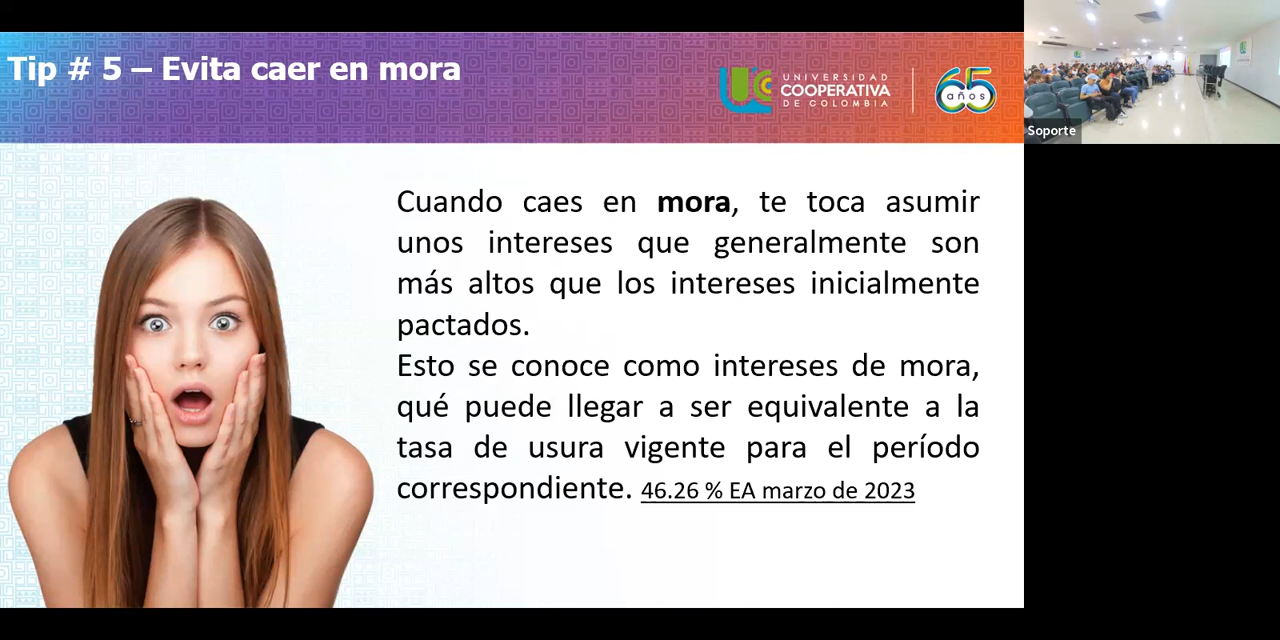 Tip # 5 – Evita caer en mora
UNIVERSIDAD
COOPERATIVA
DE COLOMBIA
65
años
Soporte
Cuando caes en mora, te toca asumir
unos intereses que generalmente son
más altos que los intereses inicialmente
pactados.
Esto se conoce como intereses de mora,
qué puede llegar a ser equivalente a la
tasa de usura vigente para el período
correspondiente. 46.26 % EA marzo de 2023